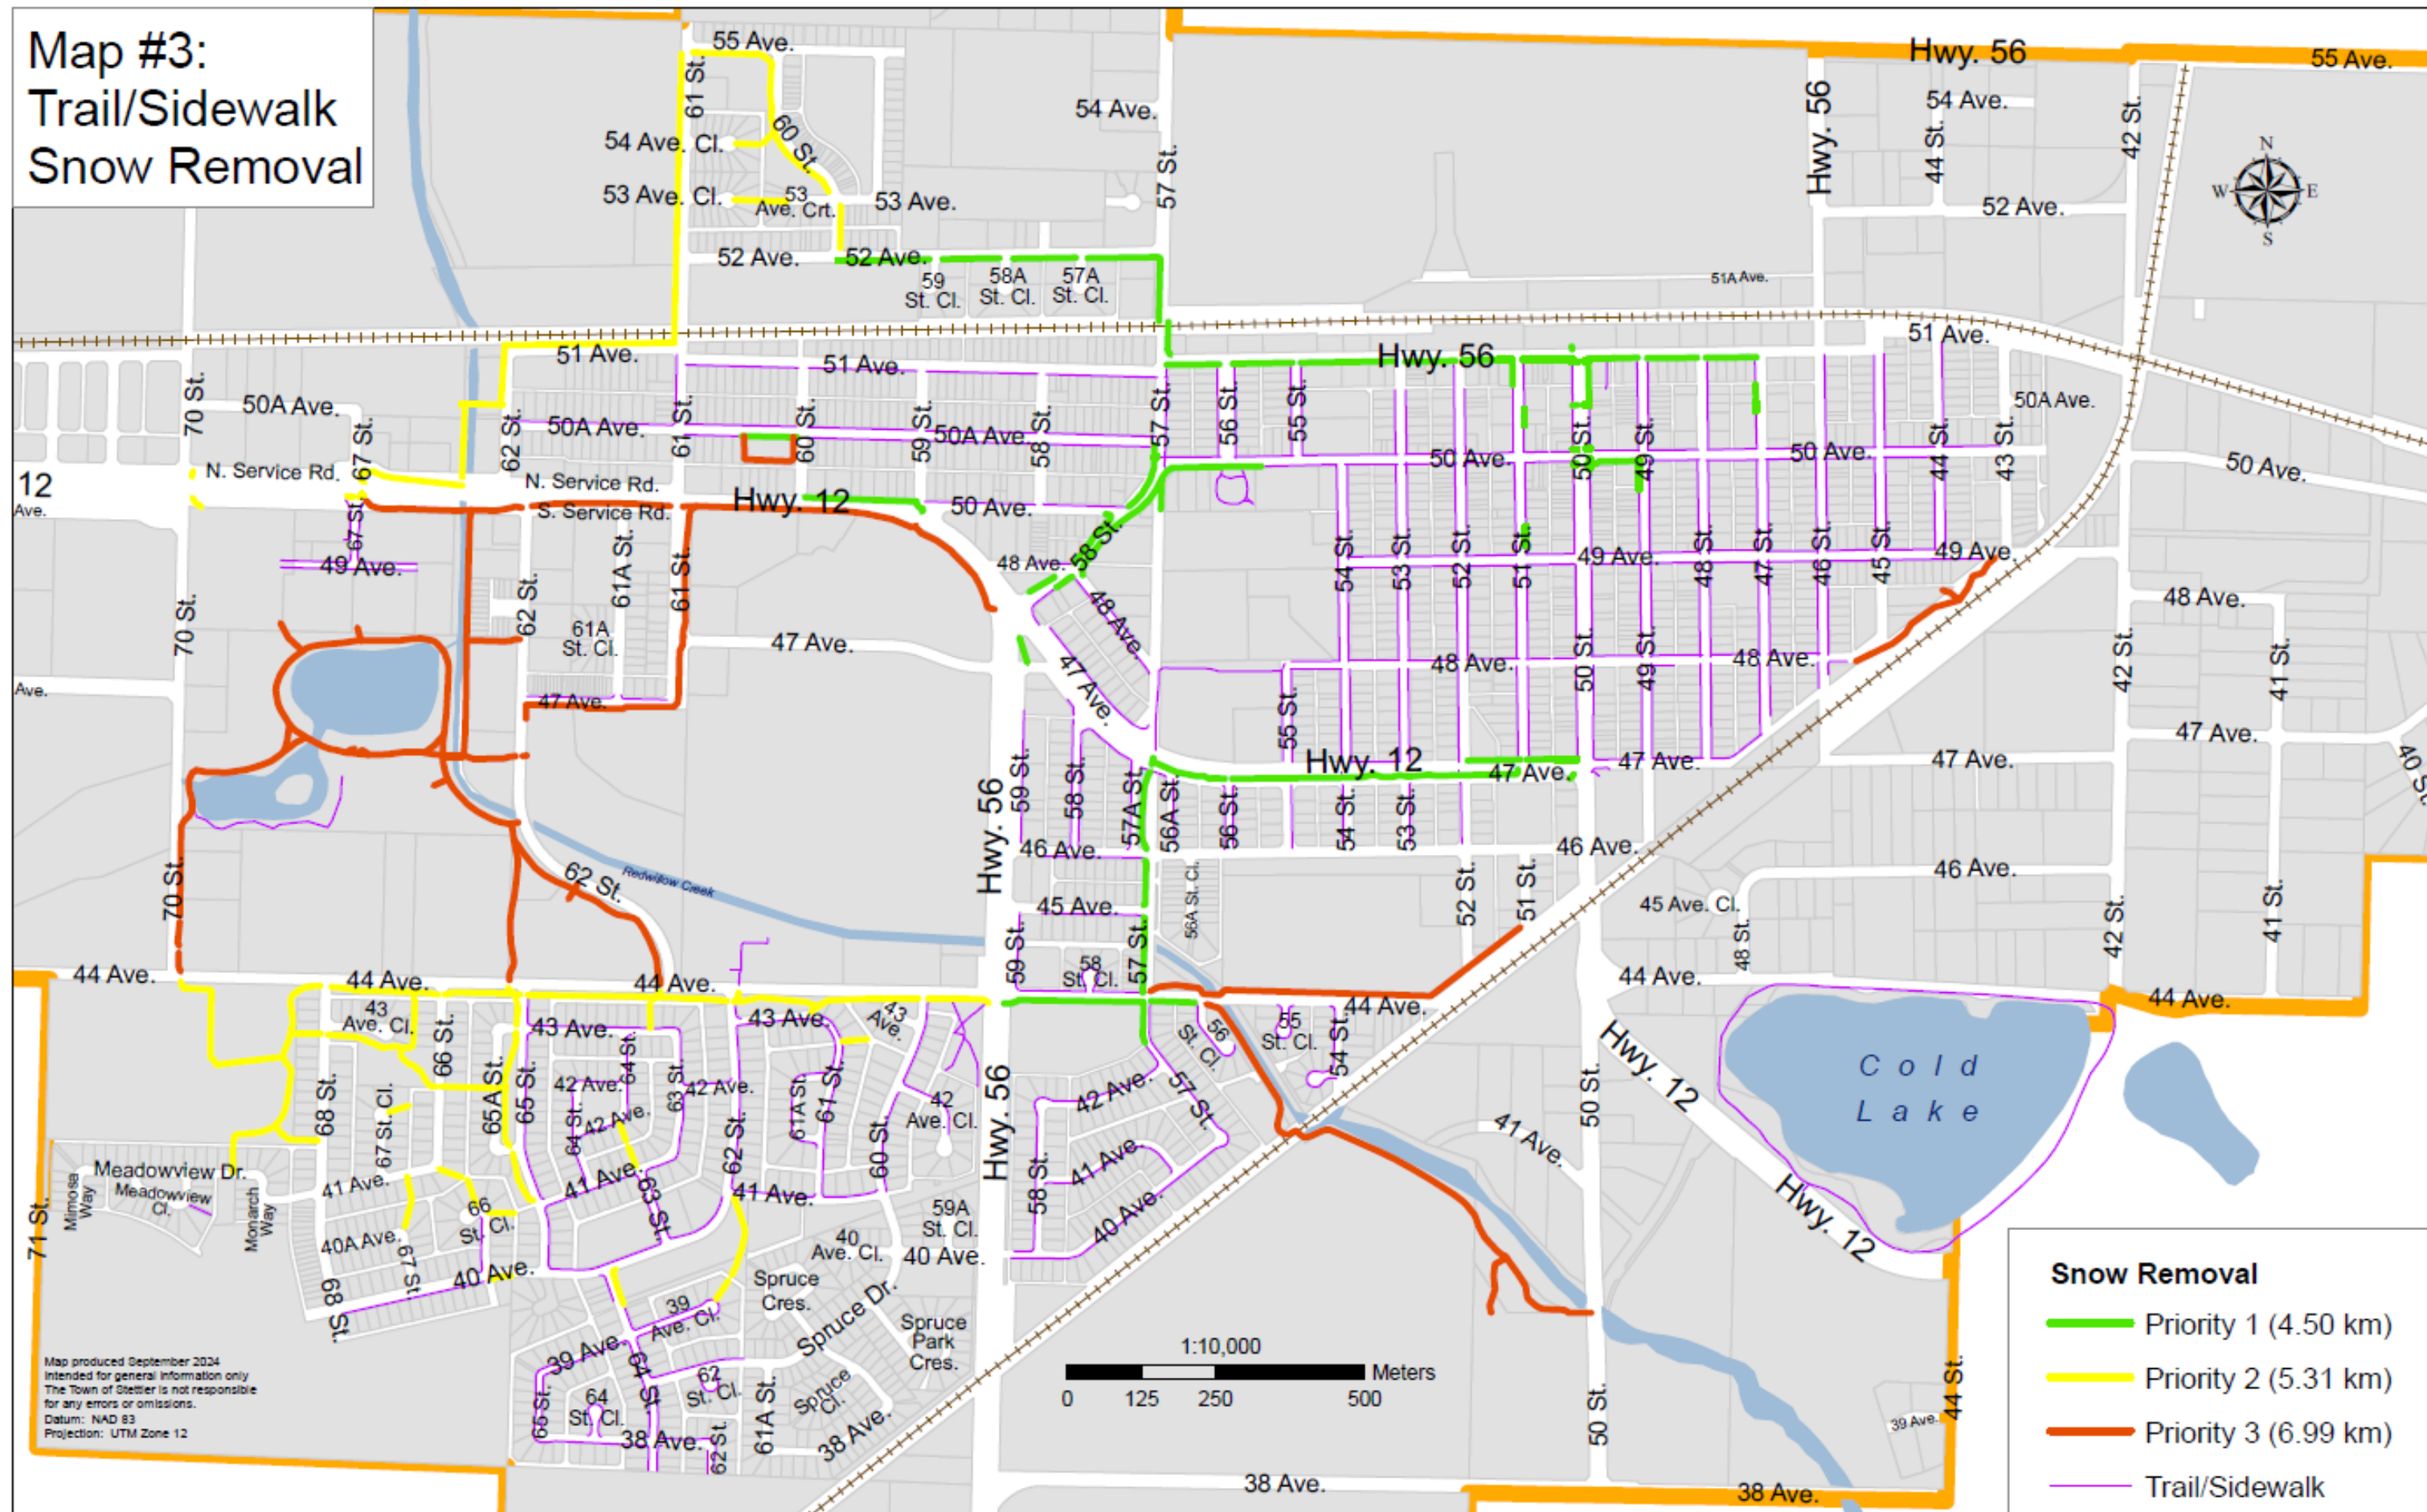 Map #3:
Trail/Sidewalk
Snow Removal
55 Ave.
Hwy. 56
55 Ave.
61 St.
54 Ave.
Hwy. 56
54 Ave.
42 St.
54 Ave. Cl.
60 St.
57 St.
44 St.
N
W
E
S
53 Ave. Cl.
53
Ave. Crt.
53 Ave.
52 Ave.
52 Ave.
52 Ave.
59
St. Cl.
58A
St. Cl.
57A
St. Cl.
51A Ave.
51 Ave.
51 Ave.
Hwy. 56
51 Ave.
70 St.
50A Ave.
67 St.
62 St.
50A Ave.
61 St.
60 St.
59 St.
50A Ave.
58 St.
57 St.
56 St.
55 St.
50 Ave.
50 St.
49 St.
50 Ave.
44 St.
43 St.
50A Ave.
50 Ave.
12
Ave.
N. Service Rd.
N. Service Rd.
S. Service Rd.
Hwy. 12
50 Ave.
67 St.
49 Ave.
61A St.
61 St.
62 St.
48 Ave.
58 St.
54 St.
53 St.
52 St.
51 St.
49 Ave.
48 St.
47 St.
46 St.
45 St.
49 Ave.
70 St.
61A
St. Cl.
47 Ave.
48 Ave.
47 Ave.
48 Ave.
50 St.
49 St.
48 Ave.
42 St.
48 Ave.
41 St.
Ave.
47 Ave.
55 St.
Hwy. 12
47 Ave.
47 Ave.
47 Ave.
47 Ave.
40 St.
Hwy. 56
59 St.
58 St.
57A St.
56A St.
56 St.
54 St.
53 St.
46 Ave.
46 Ave.
46 Ave.
70 St.
62 St.
Redwillow Creek
45 Ave.
56A St. Cl.
52 St.
51 St.
45 Ave. Cl.
48 St.
42 St.
41 St.
59 St.
58
St. Cl.
57 St.
44 Ave.
44 Ave.
44 Ave.
44 Ave.
44 Ave.
44 Ave.
43
Ave. Cl.
66 St.
43 Ave.
43 Ave.
43
Ave.
56
St. Cl.
55
St. Cl.
54 St.
Hwy. 12
Cold
Lake
68 St.
67 St. Cl.
65A St.
65 St.
42 Ave.
64 St.
64 St.
42 Ave.
63 St.
42 Ave.
62 St.
61A St.
61 St.
60 St.
42
Ave. Cl.
Hwy. 56
42 Ave.
57 St.
50 St.
41 Ave.
Meadowview Dr.
Meadowview
Cl.
Mimosa
Way
Monarch
Way
71 St.
41 Ave.
66
St. Cl.
41 Ave.
63 St.
41 Ave.
59A
St. Cl.
58 St.
41 Ave.
40 Ave.
Hwy. 12
40A Ave.
67 St.
40 Ave.
68 St.
40
Ave. Cl.
40 Ave.
Spruce
Cres.
Spruce Dr.
Spruce
Park
Cres.
39
Ave. Cl.
39 Ave.
64 St.
62
St. Cl.
65 St.
64
St. Cl.
38 Ave.
62 St.
61A St.
Spruce
Cl.
38 Ave.
1:10,000
Meters
0 125 250 500
50 St.
39 Ave.
44 St.
38 Ave.
38 Ave.
Map produced September 2024
Intended for general information only
The Town of Stettler is not responsible
for any errors or omissions.
Datum: NAD 83
Projection: UTM Zone 12
Snow Removal
Priority 1 (4.50 km)
Priority 2 (5.31 km)
Priority 3 (6.99 km)
Trail/Sidewalk